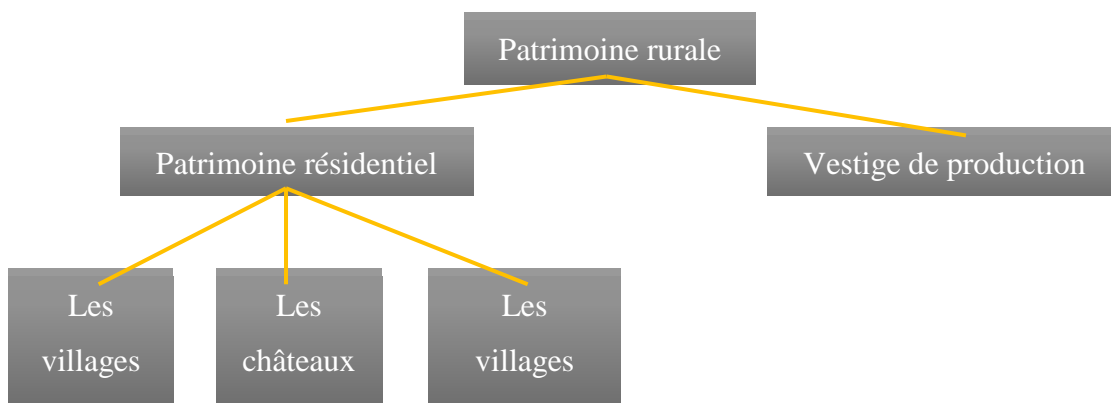 Patrimoine rurale
Patrimoine résidentiel
Vestige de production
Les
villages
Les
châteaux
Les
villages